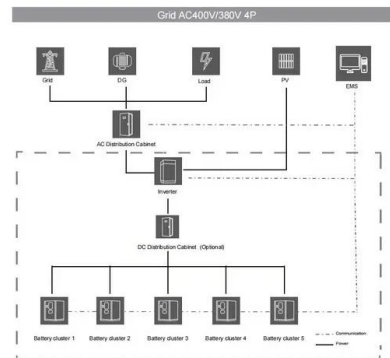 Grid AC400V/380V 4P
Grid
DG
Load
PV
EMS
AC Distribution Cabinet
Inverter
DC Distribution Cabinet (Optional)
Battery cluster 1
Battery cluster 2
Battery cluster 3
Battery cluster 4
Battery cluster 5
Communication
Power